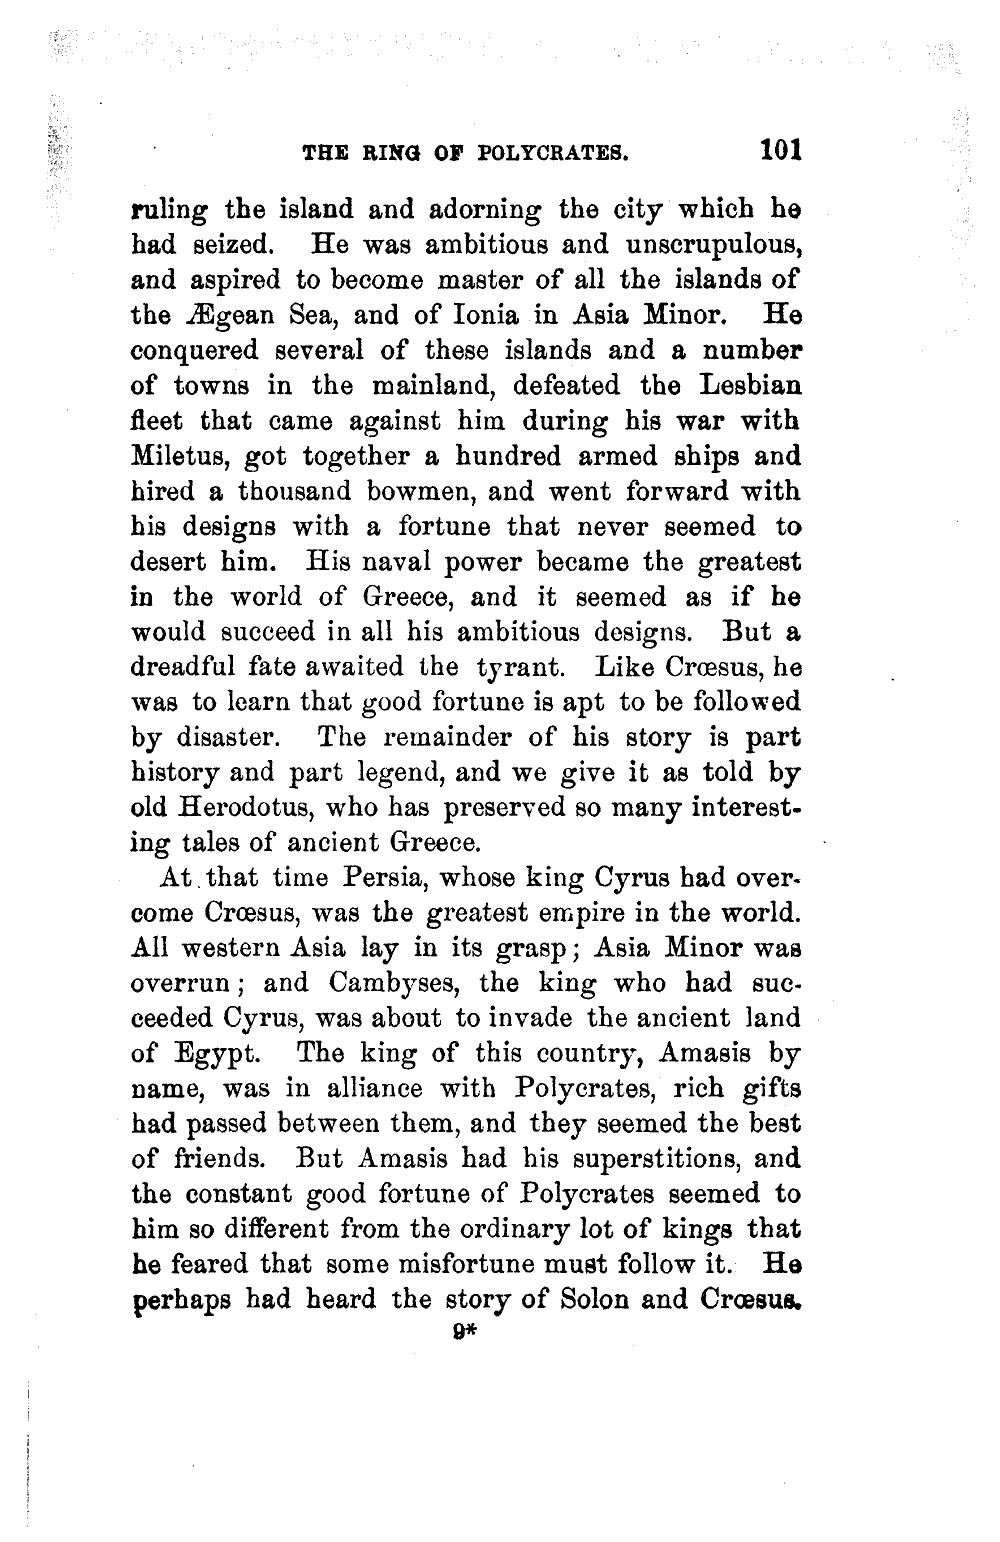 THE RING OF POLYCRATES. 101
ruling the island and adorning the city which he
had seized. He was ambitious and unscrupulous,
and aspired to become master of all the islands of
the Ægean Sea, and of Ionia in Asia Minor. He
conquered several of these islands and a number
of towns in the mainland, defeated the Lesbian
fleet that came against him during his war with
Miletus, got together a hundred armed ships and
hired a thousand bowmen, and went forward with
his designs with a fortune that never seemed to
desert him. His naval power became the greatest
in the world of Greece, and it seemed as if he
would succeed in all his ambitious designs. But a
dreadful fate awaited the tyrant. Like Crœsus, he
was to learn that good fortune is apt to be followed
by disaster. The remainder of his story is part
history and part legend, and we give it as told by
old Herodotus, who has preserved so many interest-
ing tales of ancient Greece.
At that time Persia, whose king Cyrus had over-
come Crœsus, was the greatest empire in the world.
All western Asia lay in its grasp; Asia Minor was
overrun; and Cambyses, the king who had suc-
ceeded Cyrus, was about to invade the ancient land
of Egypt. The king of this country, Amasis by
name, was in alliance with Polycrates, rich gifts
had passed between them, and they seemed the best
of friends. But Amasis had his superstitions, and
the constant good fortune of Polycrates seemed to
him so different from the ordinary lot of kings that
he feared that some misfortune must follow it. He
perhaps had heard the story of Solon and Crœsus.
9*